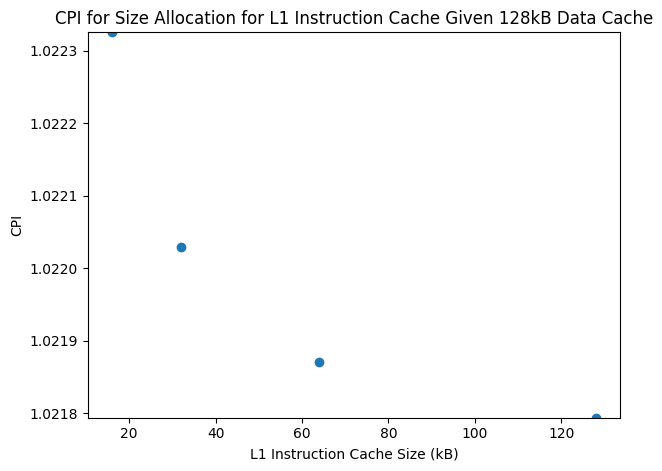 CPI for Size Allocation for L1 Instruction Cache Given 128kB Data Cache
1.0223
1.0222
1.0221
1.0220
1.0219
1.0218
CPI
20 40 60 80 100 120
L1 Instruction Cache Size (kB)